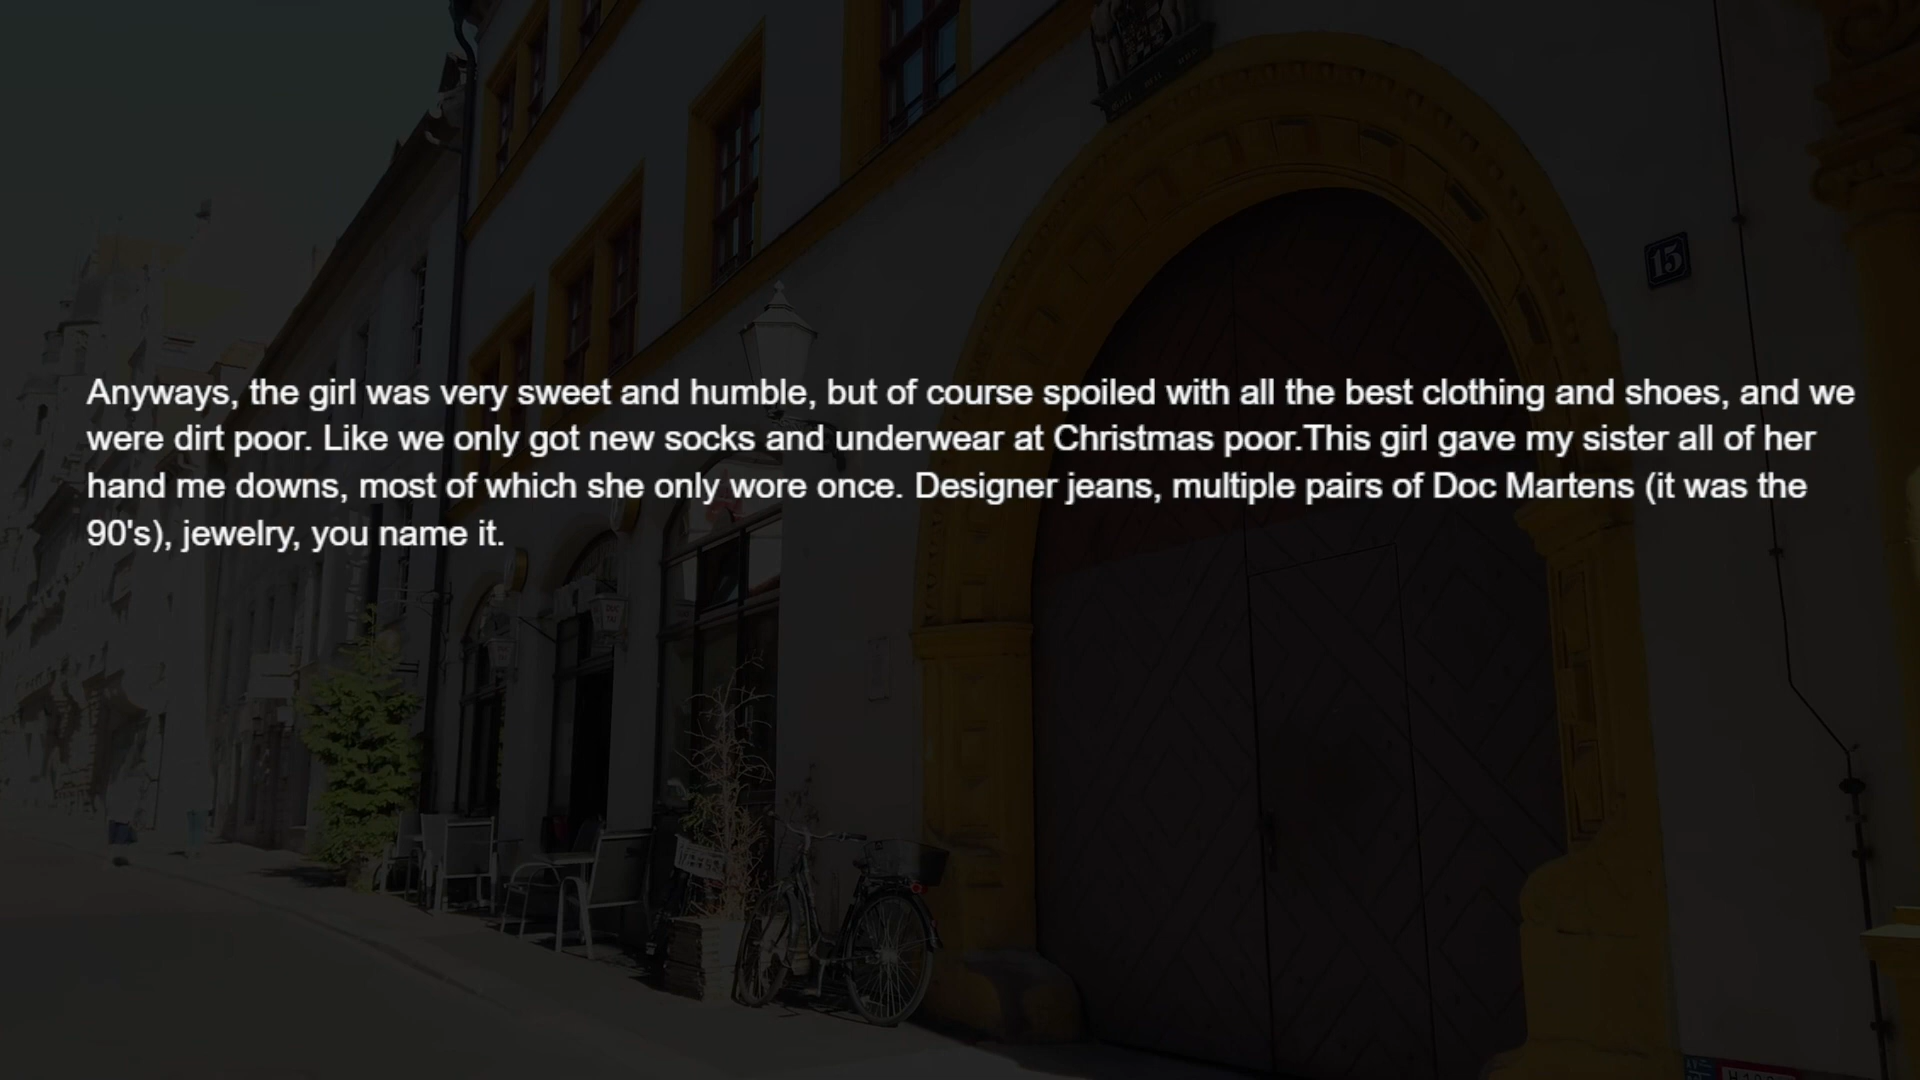 Anyways, the girl was very sweet and humble, but of course spoiled with all the best clothing and shoes, and we
were dirt poor. Like we only got new socks and underwear at Christmas poor.This girl gave my sister all of her
hand me downs, most of which she only wore once. Designer jeans, multiple pairs of Doc Martens (it was the
90's), jewelry, you name it.
15